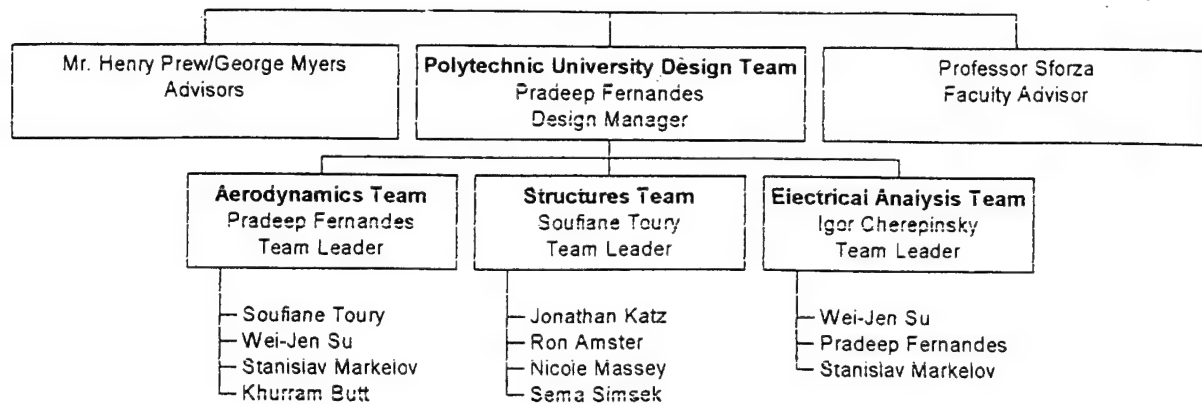 Mr. Henry Prew/George Myers
Advisors
Polytechnic University Design Team
Pradeep Fernandes
Design Manager
Professor Sforza
Facuity Advisor
Aerodynamics Team
Pradeep Fernandes
Team Leader
Soufiane Toury
Wei-Jen Su
Stanislav Markelov
Khurram Butt
Structures Team
Soufiane Toury
Team Leader
Jonathan Katz
Ron Amster
Nicole Massey
Sema Simsek
Electrical Analysis Team
Igor Cherepinsky
Team Leader
Wei-Jen Su
Pradeep Fernandes
Stanislav Markelov